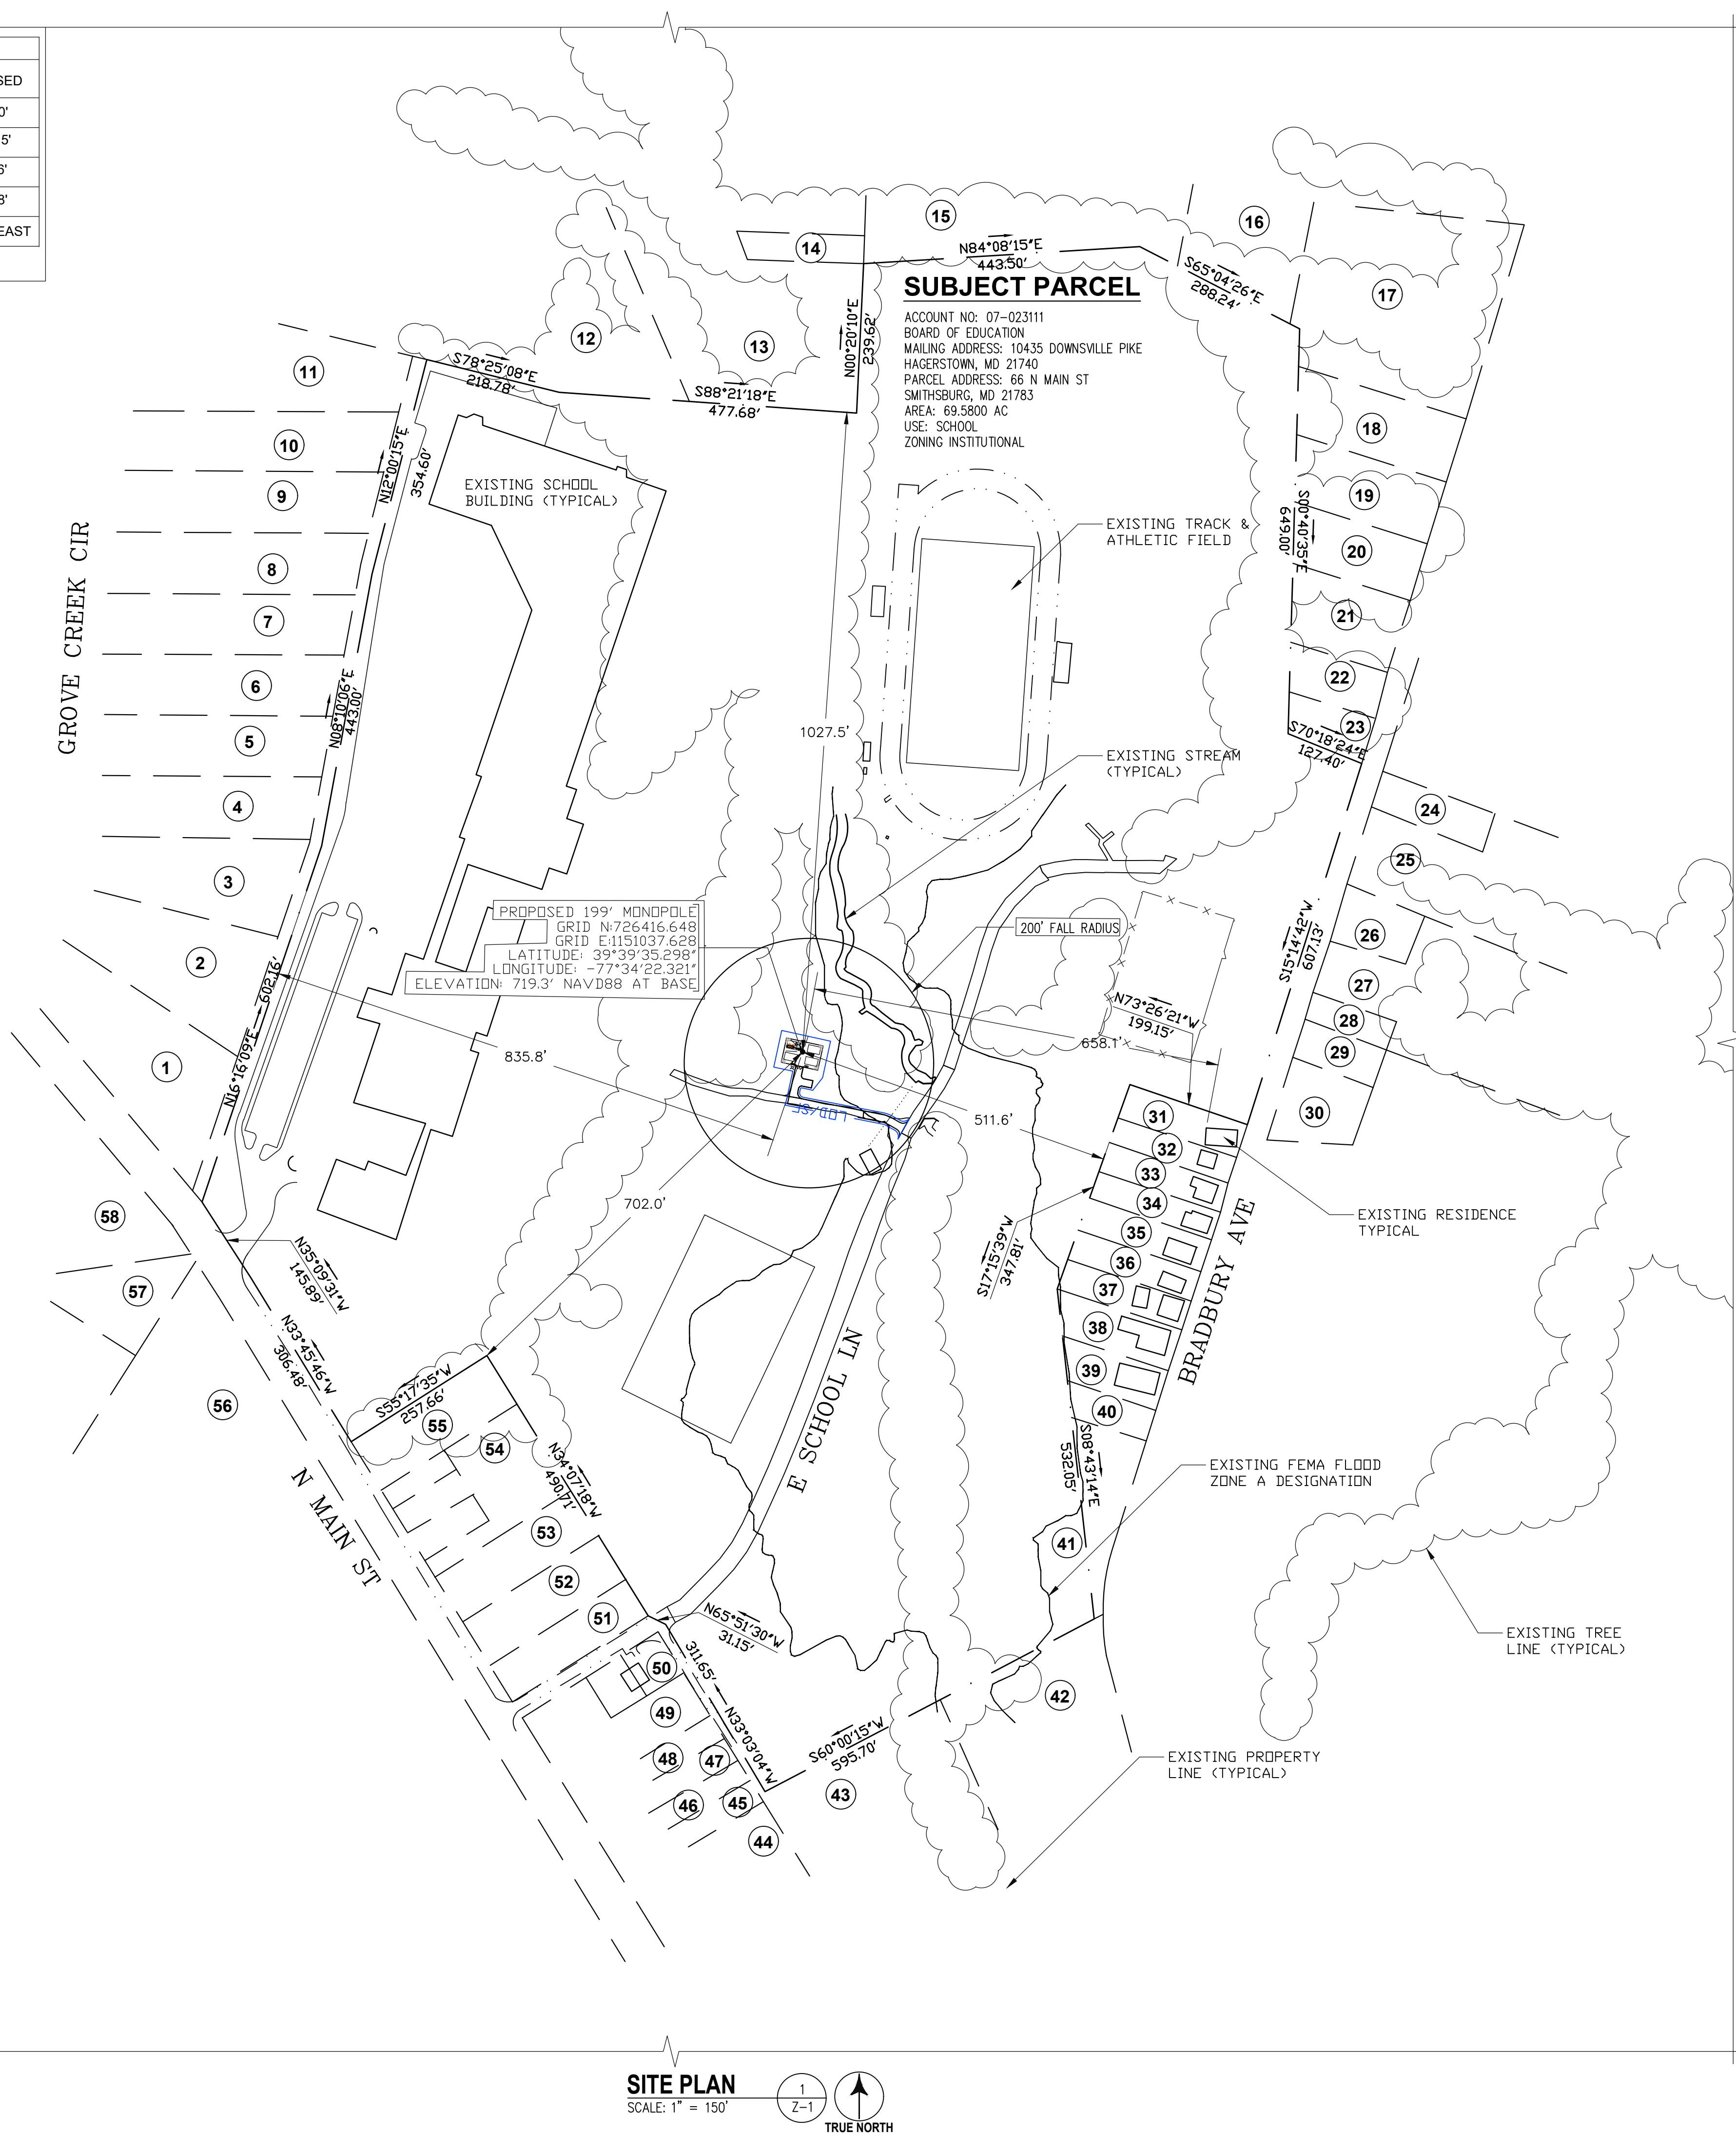 SED
0'
5'
6'
8'
EAST
15
16
14
N84°08'15"E
443.50'
S65°04'26"E
288.24'
17
SUBJECT PARCEL
ACCOUNT NO: 07-023111
BOARD OF EDUCATION
MAILING ADDRESS: 10435 DOWNSVILLE PIKE
HAGERSTOWN, MD 21740
PARCEL ADDRESS: 66 N MAIN ST
SMITHSBURG, MD 21783
AREA: 69.5800 AC
USE: SCHOOL
ZONING INSTITUTIONAL
12
13
N00°20'10"E
239.62'
11
S78°25'08"E
218.78'
S88°21'18"E
477.68'
10
N12°00'15"E
354.60'
18
9
EXISTING SCHOOL
BUILDING (TYPICAL)
19
EXISTING TRACK &
ATHLETIC FIELD
S00°40'35"E
649.00'
20
8
GROVE CREEK CIR
7
21
6
N08°10'06"E
443.00'
22
5
1027.5'
23
S70°18'24"E
127.40'
EXISTING STREAM
(TYPICAL)
4
24
3
25
PROPOSED 199' MONOPOLE
GRID N:726416.648
GRID E:1151037.628
LATITUDE: 39°39'35.298"
LONGITUDE: -77°34'22.321"
ELEVATION: 719.3' NAVD88 AT BASE
200' FALL RADIUS
S15°14'42"W
607.13'
26
2
N16°16'09"E
602.16'
27
N73°26'21"W
199.15'
28
658.1'
29
835.8'
1
LOD/SF
511.6'
30
31
32
33
34
702.0'
58
35
EXISTING RESIDENCE
TYPICAL
36
S17°15'39"W
347.81'
37
N35°09'31"W
145.89'
57
BRADBURY AVE
38
N33°45'46"W
306.48'
39
E SCHOOL LN
56
S55°17'35"W
257.66'
55
40
54
S08°43'14"E
532.05'
N34°07'18"W
490.71'
EXISTING FEMA FLOOD
ZONE A DESIGNATION
N MAIN ST
53
41
52
51
N65°51'30"W
31.15'
EXISTING TREE
LINE (TYPICAL)
50
311.65'
N33°03'04"W
42
49
S60°00'15"W
595.70'
48
47
EXISTING PROPERTY
LINE (TYPICAL)
43
46
45
44
SITE PLAN
SCALE: 1" = 150'
1
Z-1
TRUE NORTH